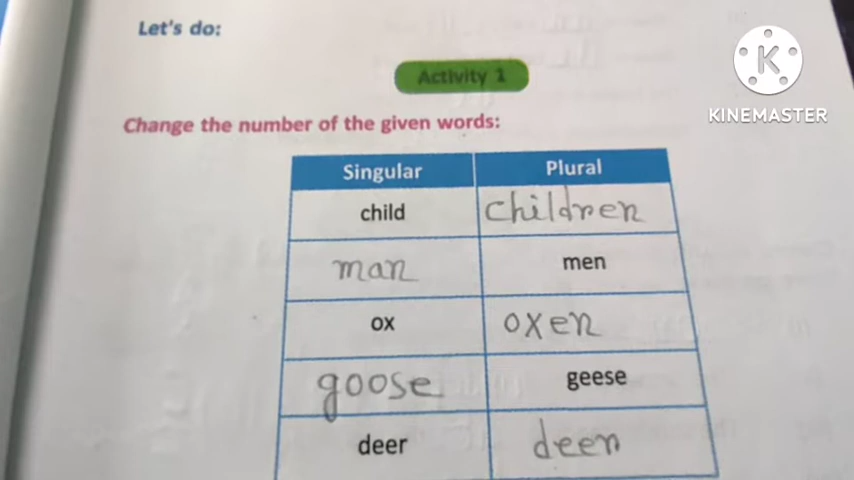 Let's do:
Activity 1
K
KINEMASTER
Change the number of the given words:
Singular Plural
child children
man men
ox oxen
goose geese
deer deer